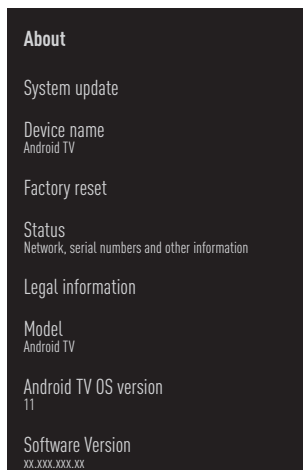 About
System update
Device name
Android TV
Factory reset
Status
Network, serial numbers and other information
Legal information
Model
Android TV
Android TV OS version
11
Software Version
xx.xxx.xxx.xx